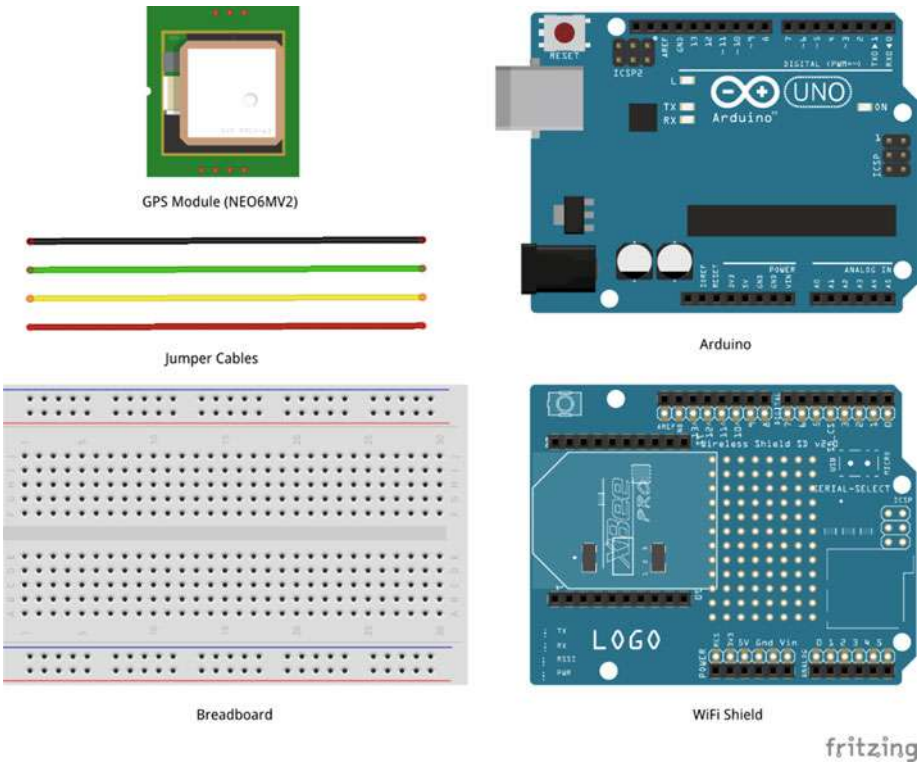 GPS Module (NEO6MV2)
Jumper Cables
RESET
ICSP2
AREF
GND
13
12
~11
~10
~9
8
7
~6
~5
4
~3
2
TX0▶1
RX0◀0
DIGITAL (PWM~)
L
TX
RX
Arduino™
UNO
ON
1
ICSP
IOREF
RESET
3V3
5V
GND
GND
VIN
POWER
ANALOG IN
A0
A1
A2
A3
A4
A5
Arduino
Breadboard
Wireless Shield SD
DIGITAL
USB
MICRO
SERIAL-SELECT
ICSP
XBee
PRO
TX
RX
RSSI
PWR
LOGO
POWER
3V3 5V Gnd Vin
ANALOG
0 1 2 3 4 5
WiFi Shield
fritzing